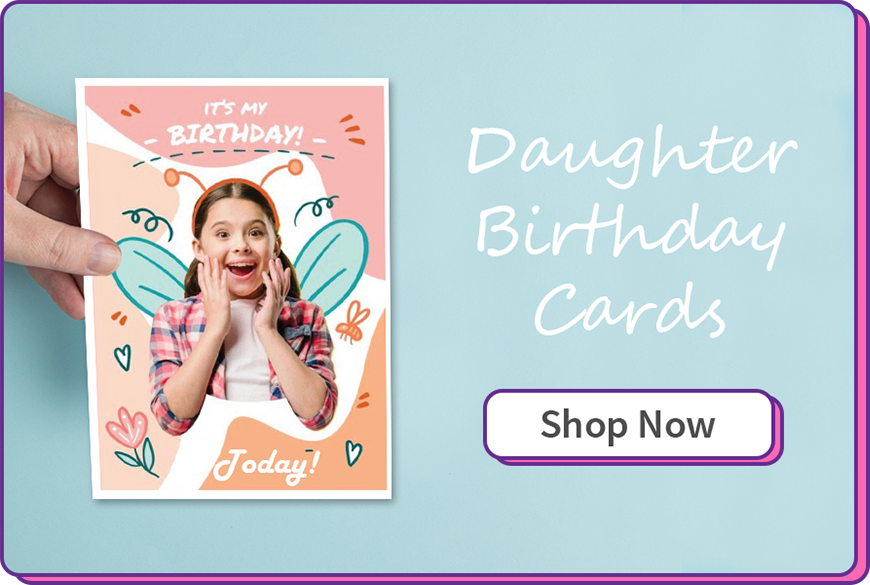 IT'S MY
- BIRTHDAY! -
Today!
Daughter
Birthday
Cards
Shop Now